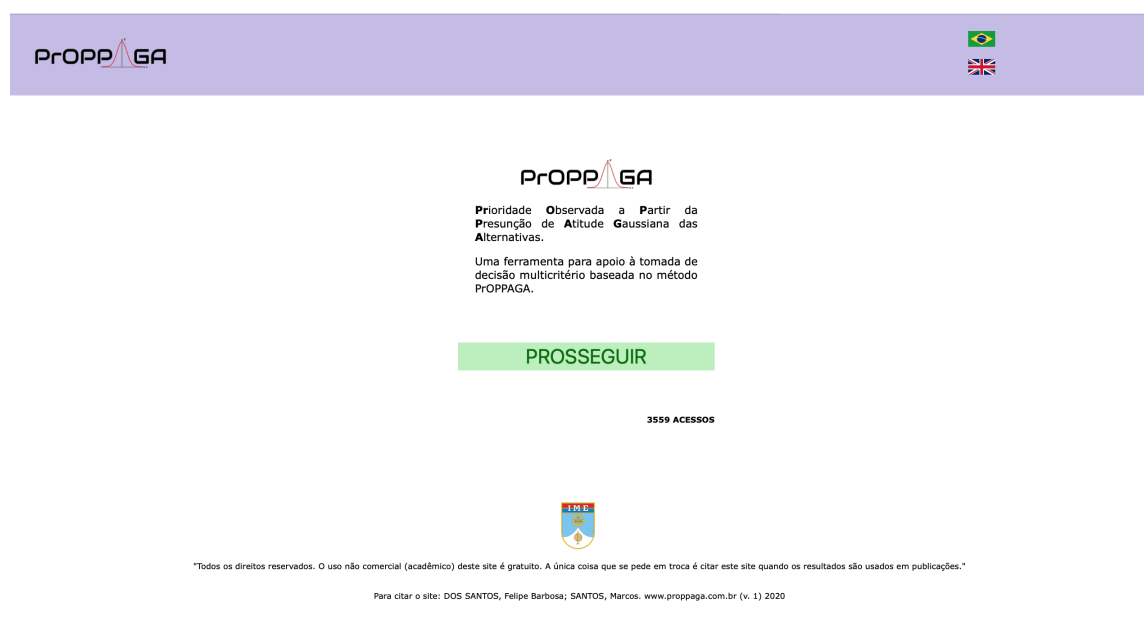 PrOPPAGA
PrOPPAGA
Prioridade Observada a Partir da
Presunção de Atitude Gaussiana das
Alternativas.
Uma ferramenta para apoio à tomada de
decisão multicritério baseada no método
PrOPPAGA.
PROSSEGUIR
3559 ACESSOS
IME
"Todos os direitos reservados. O uso não comercial (acadêmico) deste site é gratuito. A única coisa que se pede em troca é citar este site quando os resultados são usados em publicações."
Para citar o site: DOS SANTOS, Felipe Barbosa; SANTOS, Marcos. www.proppaga.com.br (v. 1) 2020